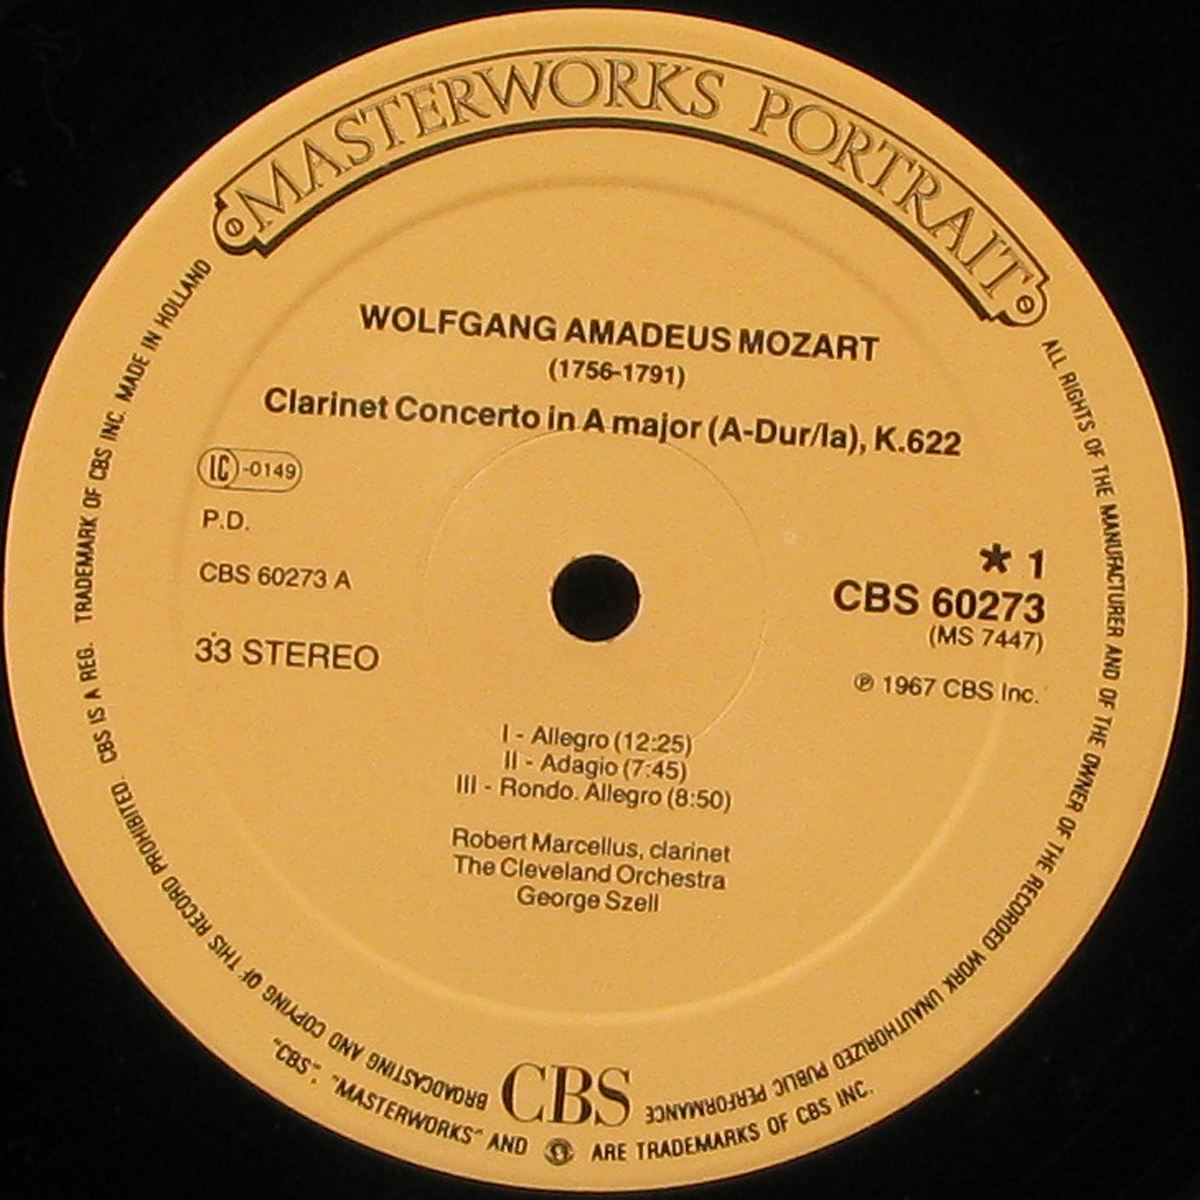 MASTERWORKS PORTRAIT
WOLFGANG AMADEUS MOZART
(1756-1791)
Clarinet Concerto in A major (A-Dur/la), K.622
LC-0149
P.D.
CBS 60273 A
33 STEREO
* 1
CBS 60273
(MS 7447)
℗ 1967 CBS Inc.
I - Allegro (12:25)
II - Adagio (7:45)
III - Rondo. Allegro (8:50)
Robert Marcellus, clarinet
The Cleveland Orchestra
George Szell
ALL RIGHTS OF THE MANUFACTURER AND OF THE OWNER OF THE RECORDED WORK UNAUTHORIZED PUBLIC PERFORMANCE
BROADCASTING AND COPYING OF THIS RECORD PROHIBITED. CBS IS A REG. TRADEMARK OF CBS INC. MADE IN HOLLAND
CBS
"CBS", "MASTERWORKS" AND ARE TRADEMARKS OF CBS INC.